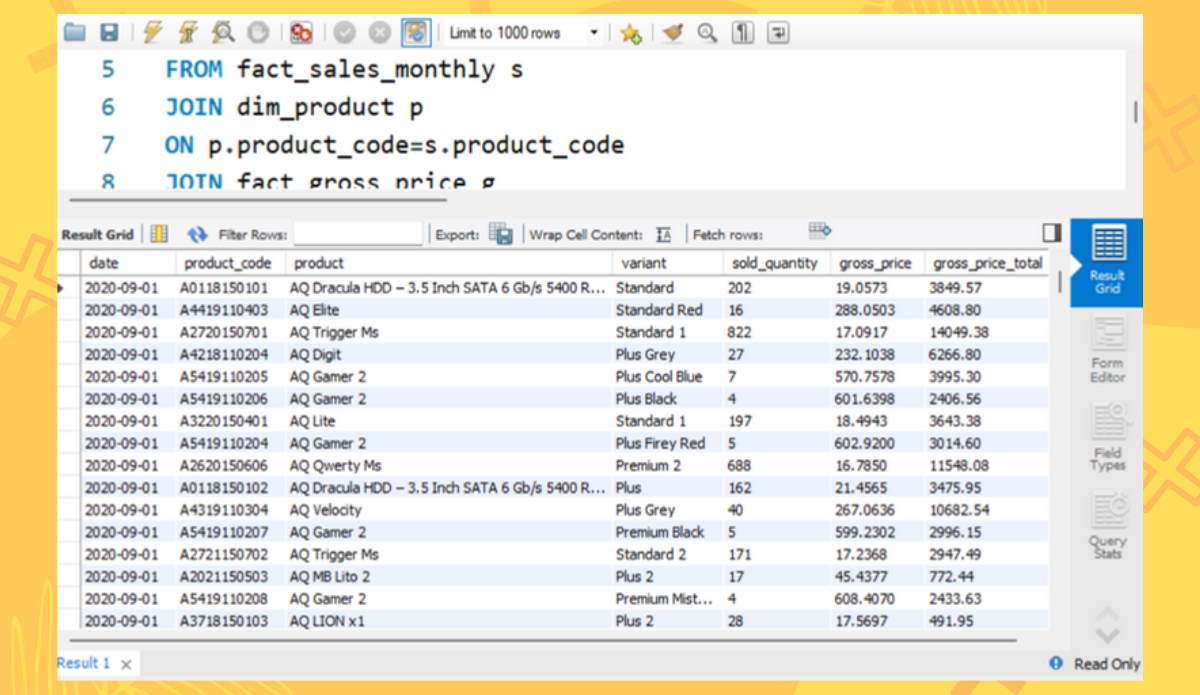 Limit to 1000 rows
5 FROM fact_sales_monthly s
6 JOIN dim_product p
7 ON p.product_code=s.product_code
8 JOIN fact_gross_price g
Result Grid Filter Rows: Export: Wrap Cell Content: Fetch rows:
date product_code product variant sold_quantity gross_price gross_price_total
2020-09-01 A0118150101 AQ Dracula HDD – 3.5 Inch SATA 6 Gb/s 5400 R... Standard 202 19.0573 3849.57
2020-09-01 A4419110403 AQ Elite Standard Red 16 288.0503 4608.80
2020-09-01 A2720150701 AQ Trigger Ms Standard 1 822 17.0917 14049.38
2020-09-01 A4218110204 AQ Digit Plus Grey 27 232.1038 6266.80
2020-09-01 A5419110205 AQ Gamer 2 Plus Cool Blue 7 570.7578 3995.30
2020-09-01 A5419110206 AQ Gamer 2 Plus Black 4 601.6398 2406.56
2020-09-01 A3220150401 AQ Lite Standard 1 197 18.4943 3643.38
2020-09-01 A5419110204 AQ Gamer 2 Plus Firey Red 5 602.9200 3014.60
2020-09-01 A2620150606 AQ Qwerty Ms Premium 2 688 16.7850 11548.08
2020-09-01 A0118150102 AQ Dracula HDD – 3.5 Inch SATA 6 Gb/s 5400 R... Plus 162 21.4565 3475.95
2020-09-01 A4319110304 AQ Velocity Plus Grey 40 267.0636 10682.54
2020-09-01 A5419110207 AQ Gamer 2 Premium Black 5 599.2302 2996.15
2020-09-01 A2721150702 AQ Trigger Ms Standard 2 171 17.2368 2947.49
2020-09-01 A2021150503 AQ MB Lito 2 Plus 2 17 45.4377 772.44
2020-09-01 A5419110208 AQ Gamer 2 Premium Mist... 4 608.4070 2433.63
2020-09-01 A3718150103 AQ LION x1 Plus 2 28 17.5697 491.95
Result
Grid
Form
Editor
Field
Types
Query
Stats
Result 1 Read Only